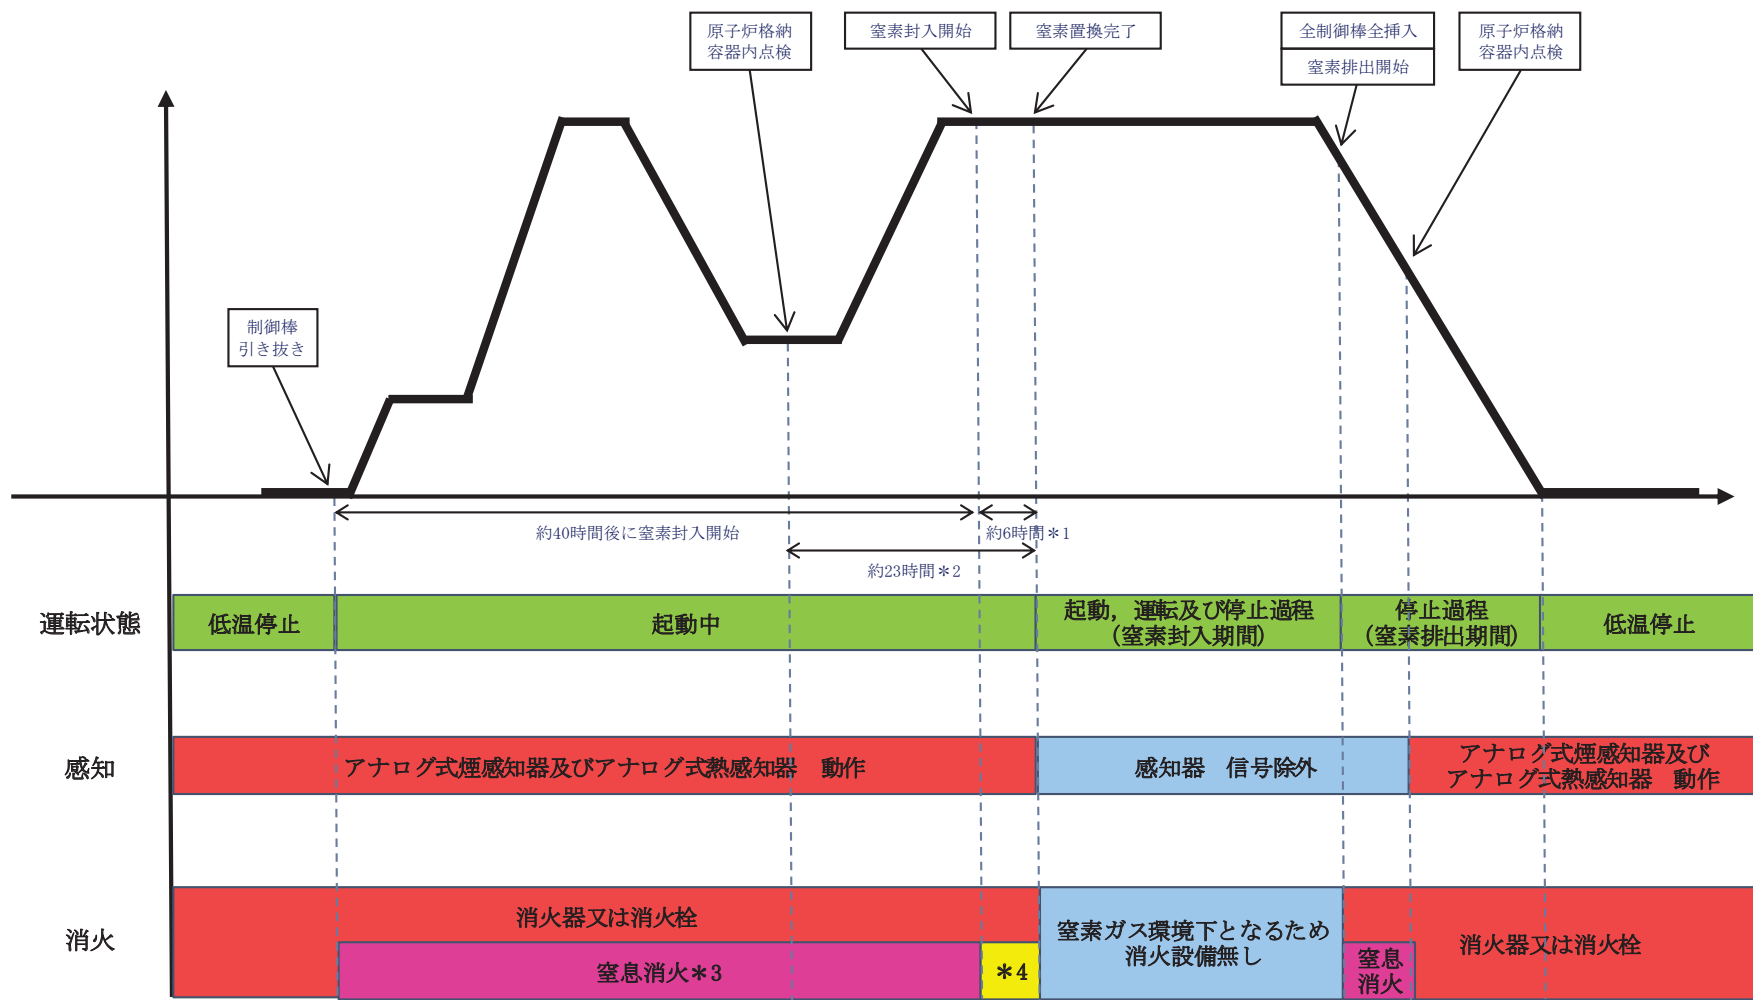 原子炉格納
容器内点検
窒素封入開始
窒素置換完了
全制御棒全挿入
窒素排出開始
原子炉格納
容器内点検
制御棒
引き抜き
約40時間後に窒素封入開始
約6時間＊1
約23時間＊2
運転状態
低温停止
起動中
起動，運転及び停止過程
（窒素封入期間）
停止過程
（窒素排出期間）
低温停止
感知
アナログ式煙感知器及びアナログ式熱感知器　動作
感知器　信号除外
アナログ式煙感知器及び
アナログ式熱感知器　動作
消火
消火器又は消火栓
窒息消火＊3
＊4
窒素ガス環境下となるため
消火設備無し
窒息
消火
消火器又は消火栓